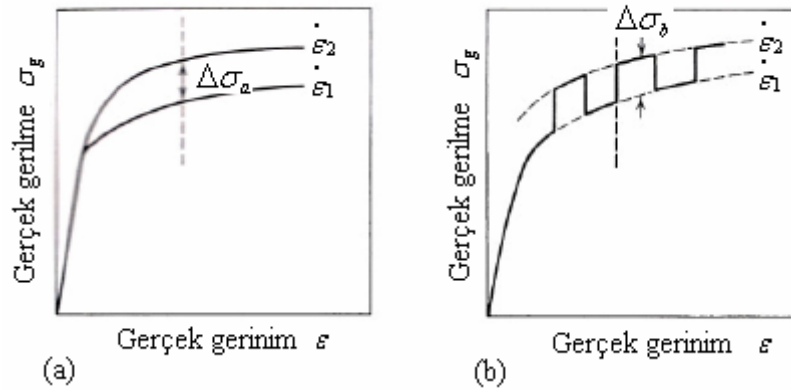 Gerçek gerilme σg
ε̇2
Δσa
ε̇1
Gerçek gerinim ε
(a)
Gerçek gerilme σg
Δσb
ε̇2
ε̇1
Gerçek gerinim ε
(b)